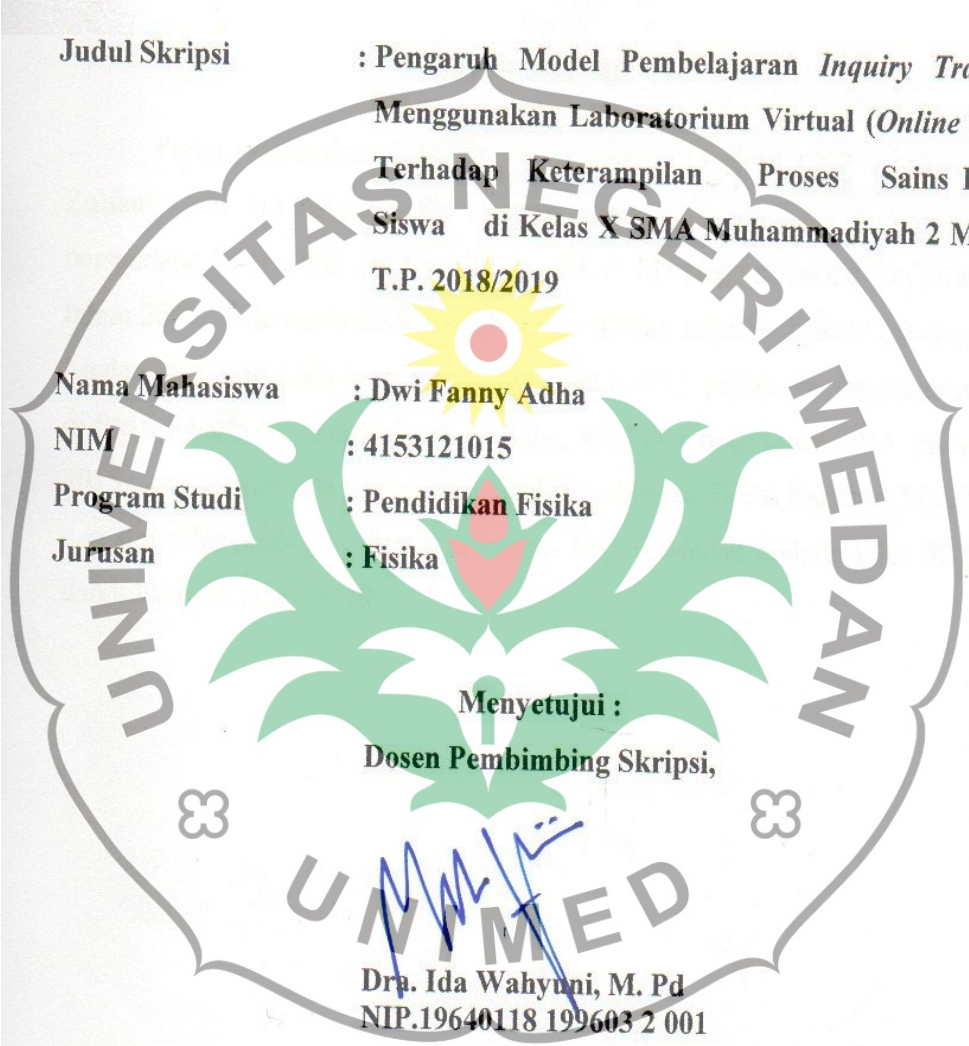 Judul Skripsi : Pengaruh Model Pembelajaran Inquiry Tra
Menggunakan Laboratorium Virtual (Online
Terhadap Keterampilan Proses Sains
Siswa di Kelas X SMA Muhammadiyah 2 M
T.P. 2018/2019
Nama Mahasiswa : Dwi Fanny Adha
NIM : 4153121015
Program Studi : Pendidikan Fisika
Jurusan : Fisika
Menyetujui :
Dosen Pembimbing Skripsi,
Dra. Ida Wahyuni, M. Pd
NIP.19640118 199603 2 001
UNIVERSITAS NEGERI MEDAN
UNIMED